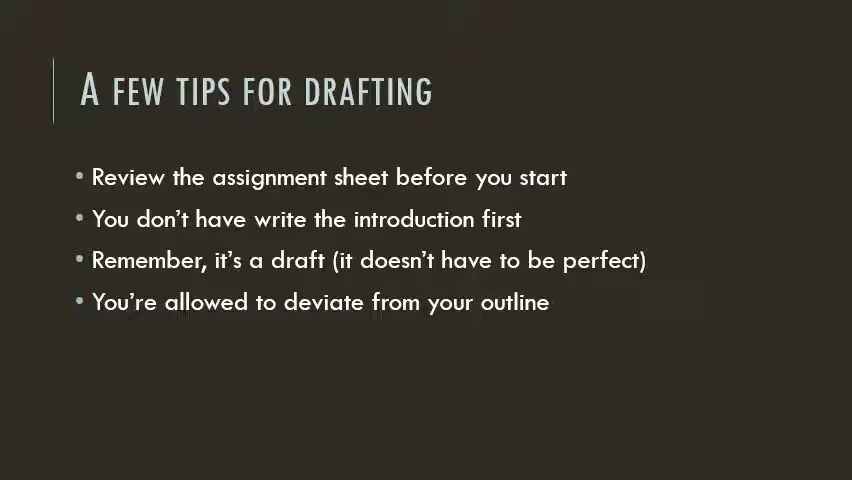 A FEW TIPS FOR DRAFTING
• Review the assignment sheet before you start
• You don't have write the introduction first
• Remember, it's a draft (it doesn't have to be perfect)
• You're allowed to deviate from your outline